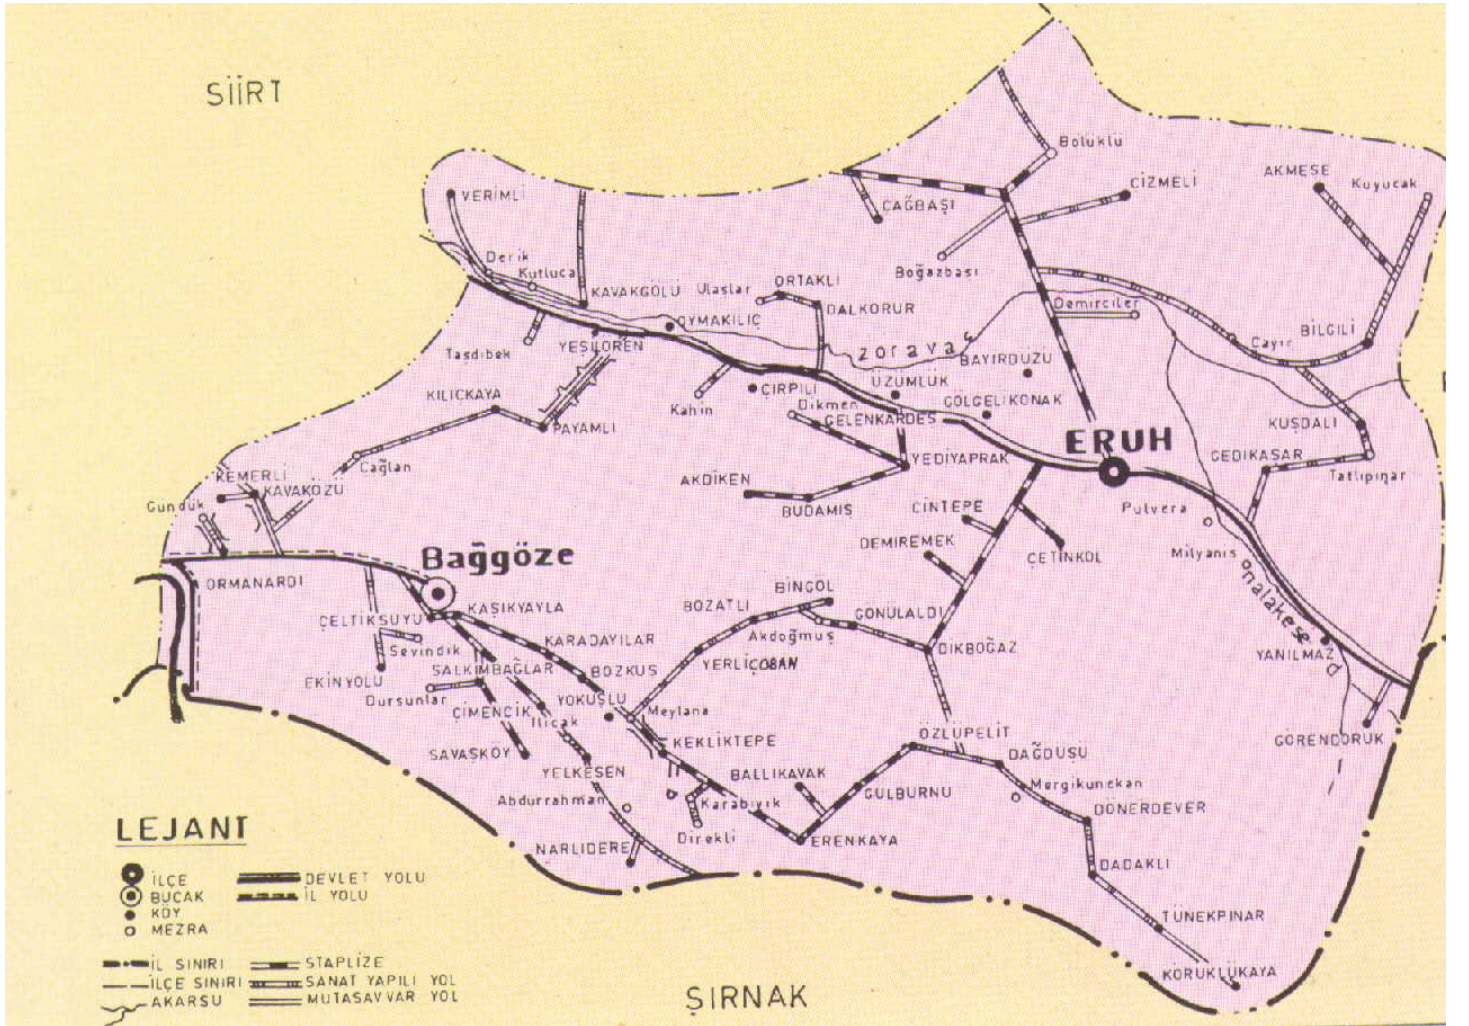 SİİRT
Bölüklü
VERİMLİ
ÇİZMELİ
AKMEŞE
Kuyucak
ÇAĞBAŞI
Derik
Kutluca
Boğazbaşı
KAVAKGÖLÜ
Ulaşlar
ORTAKLI
DALKORUR
Demirciler
OYMAKILIÇ
Taşdibek
YEŞİLÖREN
zorava ç
BAYIRDÜZÜ
Çayır
BİLGİLİ
KILIÇKAYA
Kahin
ÇIRPILI
ÜZÜMLÜK
Dikmen
GÖLGELİKONAK
PAYAMLI
GELENKARDEŞ
ERUH
KUŞDALI
Çağlan
YEDİYAPRAK
GEDİKAŞAR
Tatlıpınar
KEMERLİ
KAVAKÖZÜ
AKDİKEN
Gündük
BUDAMIŞ
ÇİNTEPE
Pulvera
Bağgöze
DEMİREMEK
ÇETİNKOL
Milyanis
ORMANARDI
nalakese
BİNGÖL
KAŞIKYAYLA
BOZATLI
GÖNÜLALDI
ÇELTİKSUYU
Akdoğmuş
KARADAYILAR
Sevindik
DİKBOĞAZ
YANILMAZ
SALKIMBAĞLAR
YERLİÇOBAN
EKİNYOLU
BOZKUŞ
Dursunlar
YOKUŞLU
ÇİMENCİK
Ilıcak
Meylana
ÖZLÜPELİT
GÖRENDORUK
SAVAŞKÖY
KEKLİKTEPE
DAĞDÜŞÜ
YELKESEN
BALLIKAVAK
Mergikunekan
GÜLBURNU
Abdurrahman
Karabıyık
DÖNERDEVER
Direkli
NARLIDERE
ERENKAYA
DADAKLI
TÜNEKPINAR
KÖRÜKLÜKAYA
ŞIRNAK
LEJANT
İLÇE
DEVLET YOLU
BUCAK
İL YOLU
KÖY
MEZRA
İL SINIRI
STAPLİZE
İLÇE SINIRI
SANAT YAPILI YOL
AKARSU
MUTASAVVAR YOL